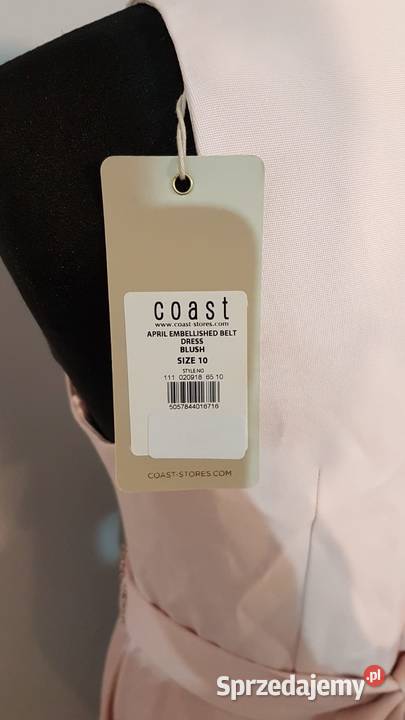 coast
www.coast-stores.com
APRIL EMBELLISHED BELT
DRESS
BLUSH
SIZE 10
STYLE NO
111 020918 65 10
5057844016716
COAST-STORES.COM
Sprzedajemy.pl